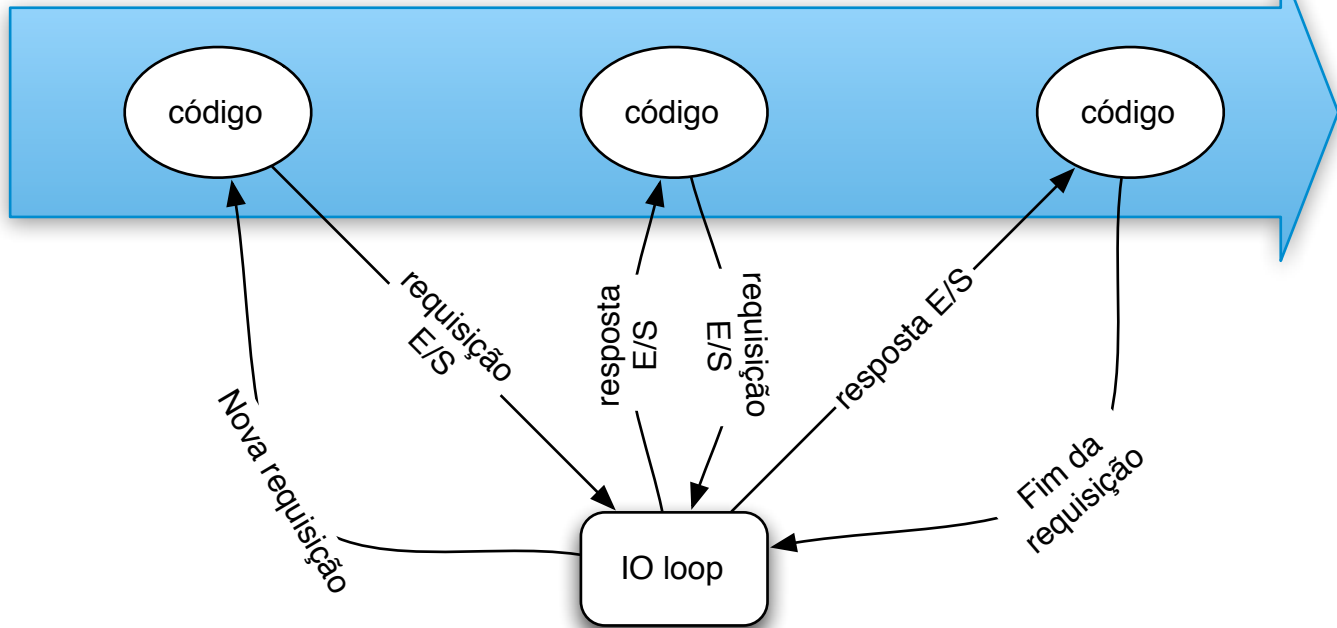 código
código
código
requisição
E/S
resposta
E/S
requisição
E/S
resposta E/S
Nova requisição
Fim da
requisição
IO loop